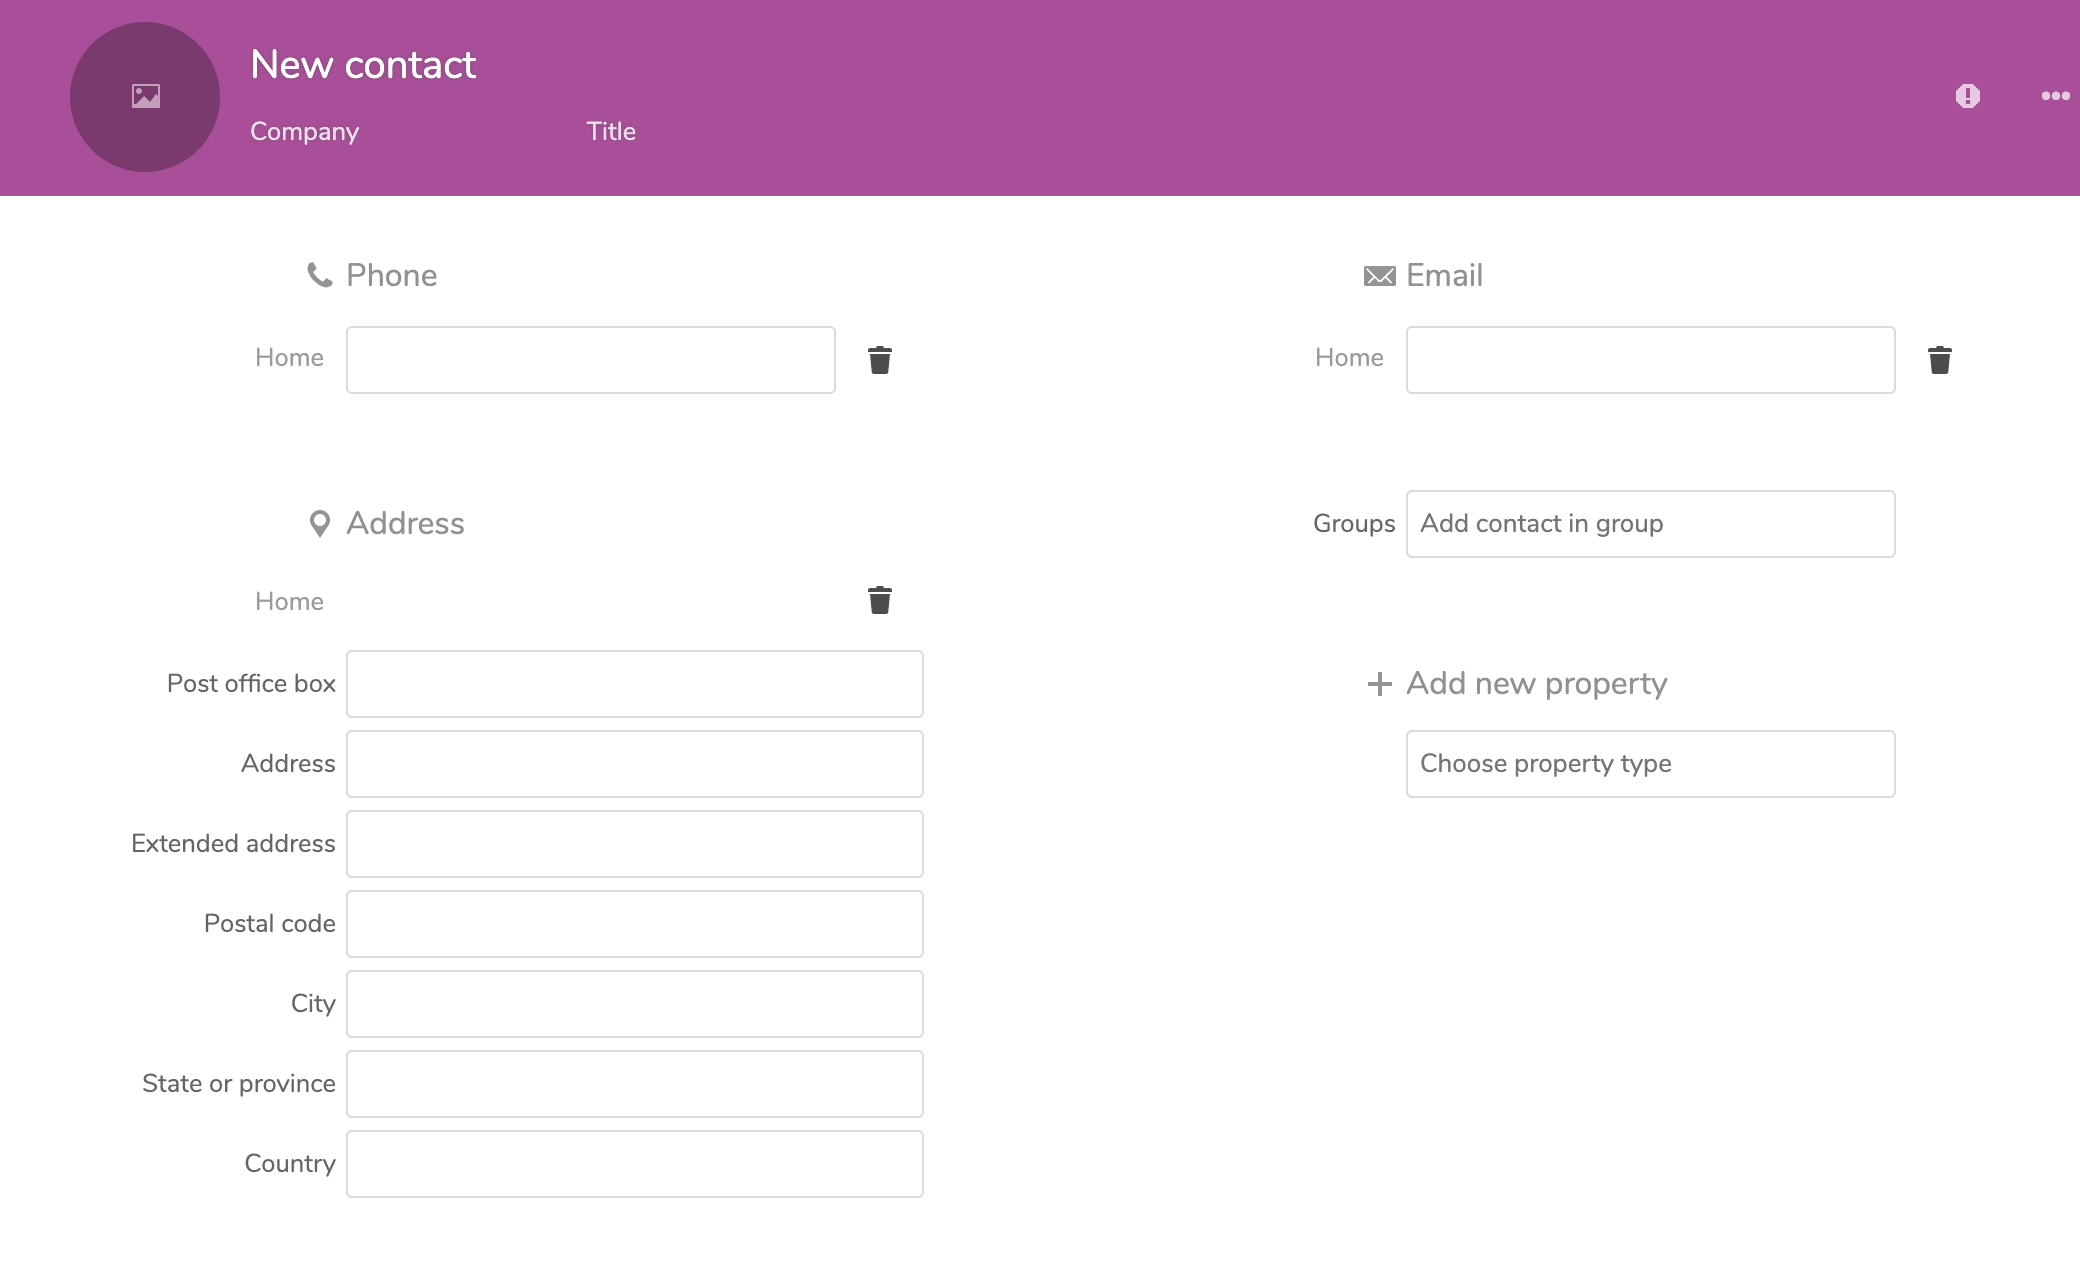 New contact
Company
Title
Phone
Home
Address
Home
Post office box
Address
Extended address
Postal code
City
State or province
Country
Email
Home
Groups
Add contact in group
Add new property
Choose property type